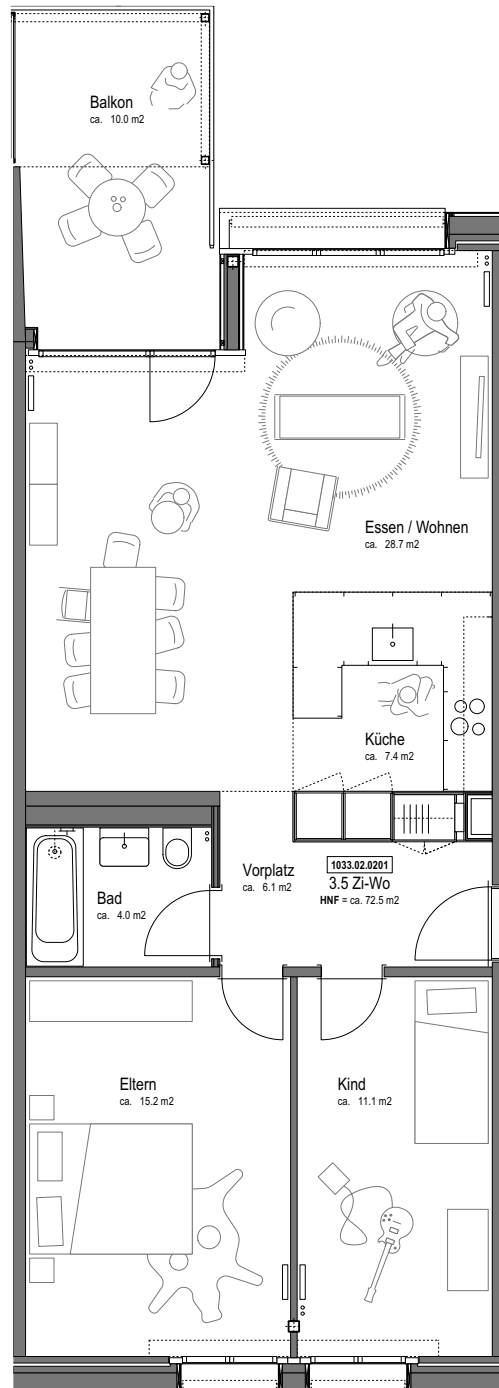 Balkon
ca. 10.0 m2
Essen / Wohnen
ca. 28.7 m2
Küche
ca. 7.4 m2
Vorplatz
ca. 6.1 m2
1033.02.0201
3.5 Zi-Wo
HNF = ca. 72.5 m2
Bad
ca. 4.0 m2
Eltern
ca. 15.2 m2
Kind
ca. 11.1 m2